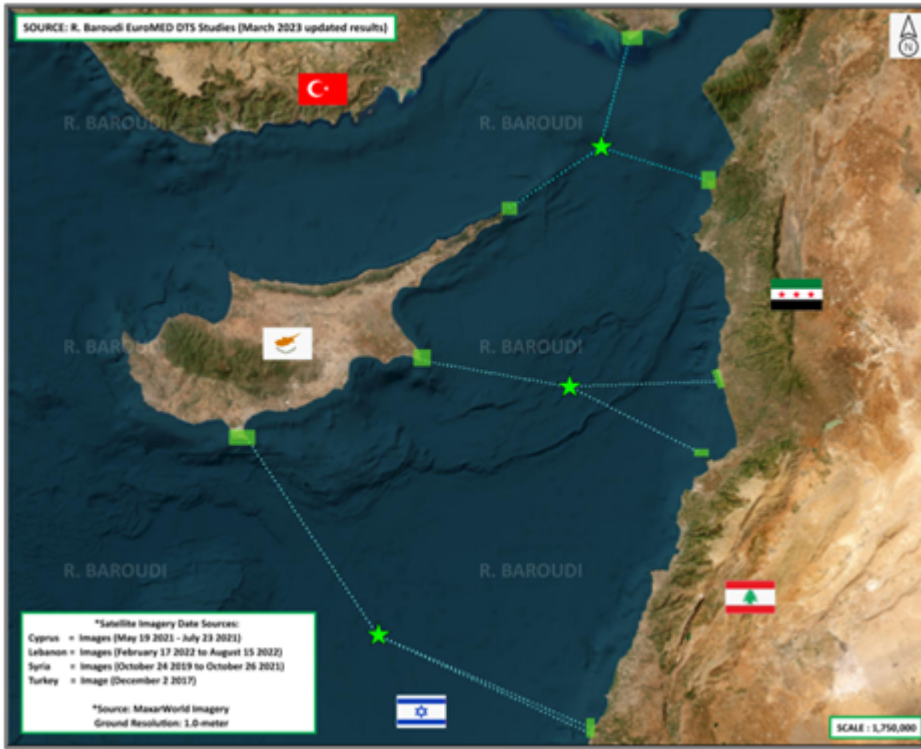 SOURCE: R. Baroudi EuroMED DTS Studies (March 2023 updated results)
N
R. BAROUDI
R. BAROUDI
R. BAROUDI
R. BAROUDI
R. BAROUDI
R. BAROUDI
*Satellite Imagery Date Sources:
Cyprus = Images (May 19 2021 - July 23 2021)
Lebanon = Images (February 17 2022 to August 15 2022)
Syria = Images (October 24 2019 to October 26 2021)
Turkey = Image (December 2 2017)
*Source: MaxarWorld Imagery
Ground Resolution: 1.0-meter
SCALE : 1,750,000